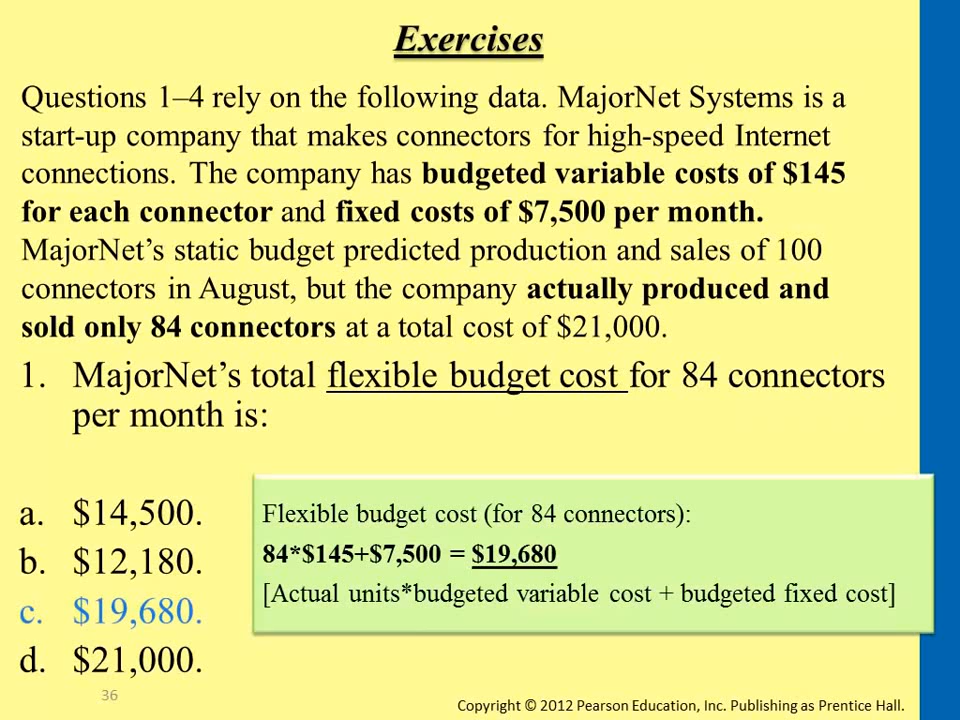 Exercises
Questions 1–4 rely on the following data. MajorNet Systems is a
start-up company that makes connectors for high-speed Internet
connections. The company has budgeted variable costs of $145
for each connector and fixed costs of $7,500 per month.
MajorNet’s static budget predicted production and sales of 100
connectors in August, but the company actually produced and
sold only 84 connectors at a total cost of $21,000.
1. MajorNet’s total flexible budget cost for 84 connectors
per month is:
a. $14,500.
b. $12,180.
c. $19,680.
d. $21,000.
Flexible budget cost (for 84 connectors):
84*$145+$7,500 = $19,680
[Actual units*budgeted variable cost + budgeted fixed cost]
36
Copyright © 2012 Pearson Education, Inc. Publishing as Prentice Hall.